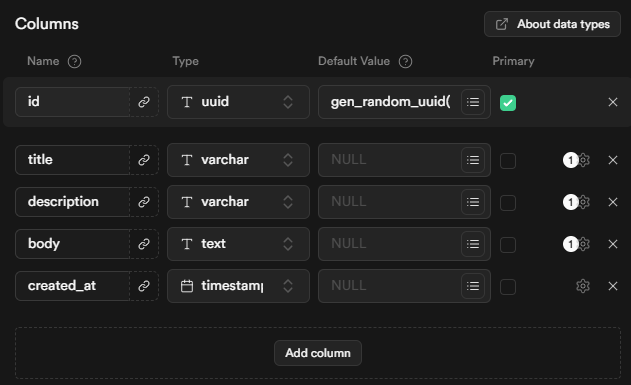 Columns
About data types
Name Type Default Value Primary
id uuid gen_random_uuid(
title varchar NULL 1
description varchar NULL 1
body text NULL 1
created_at timestamp NULL
Add column